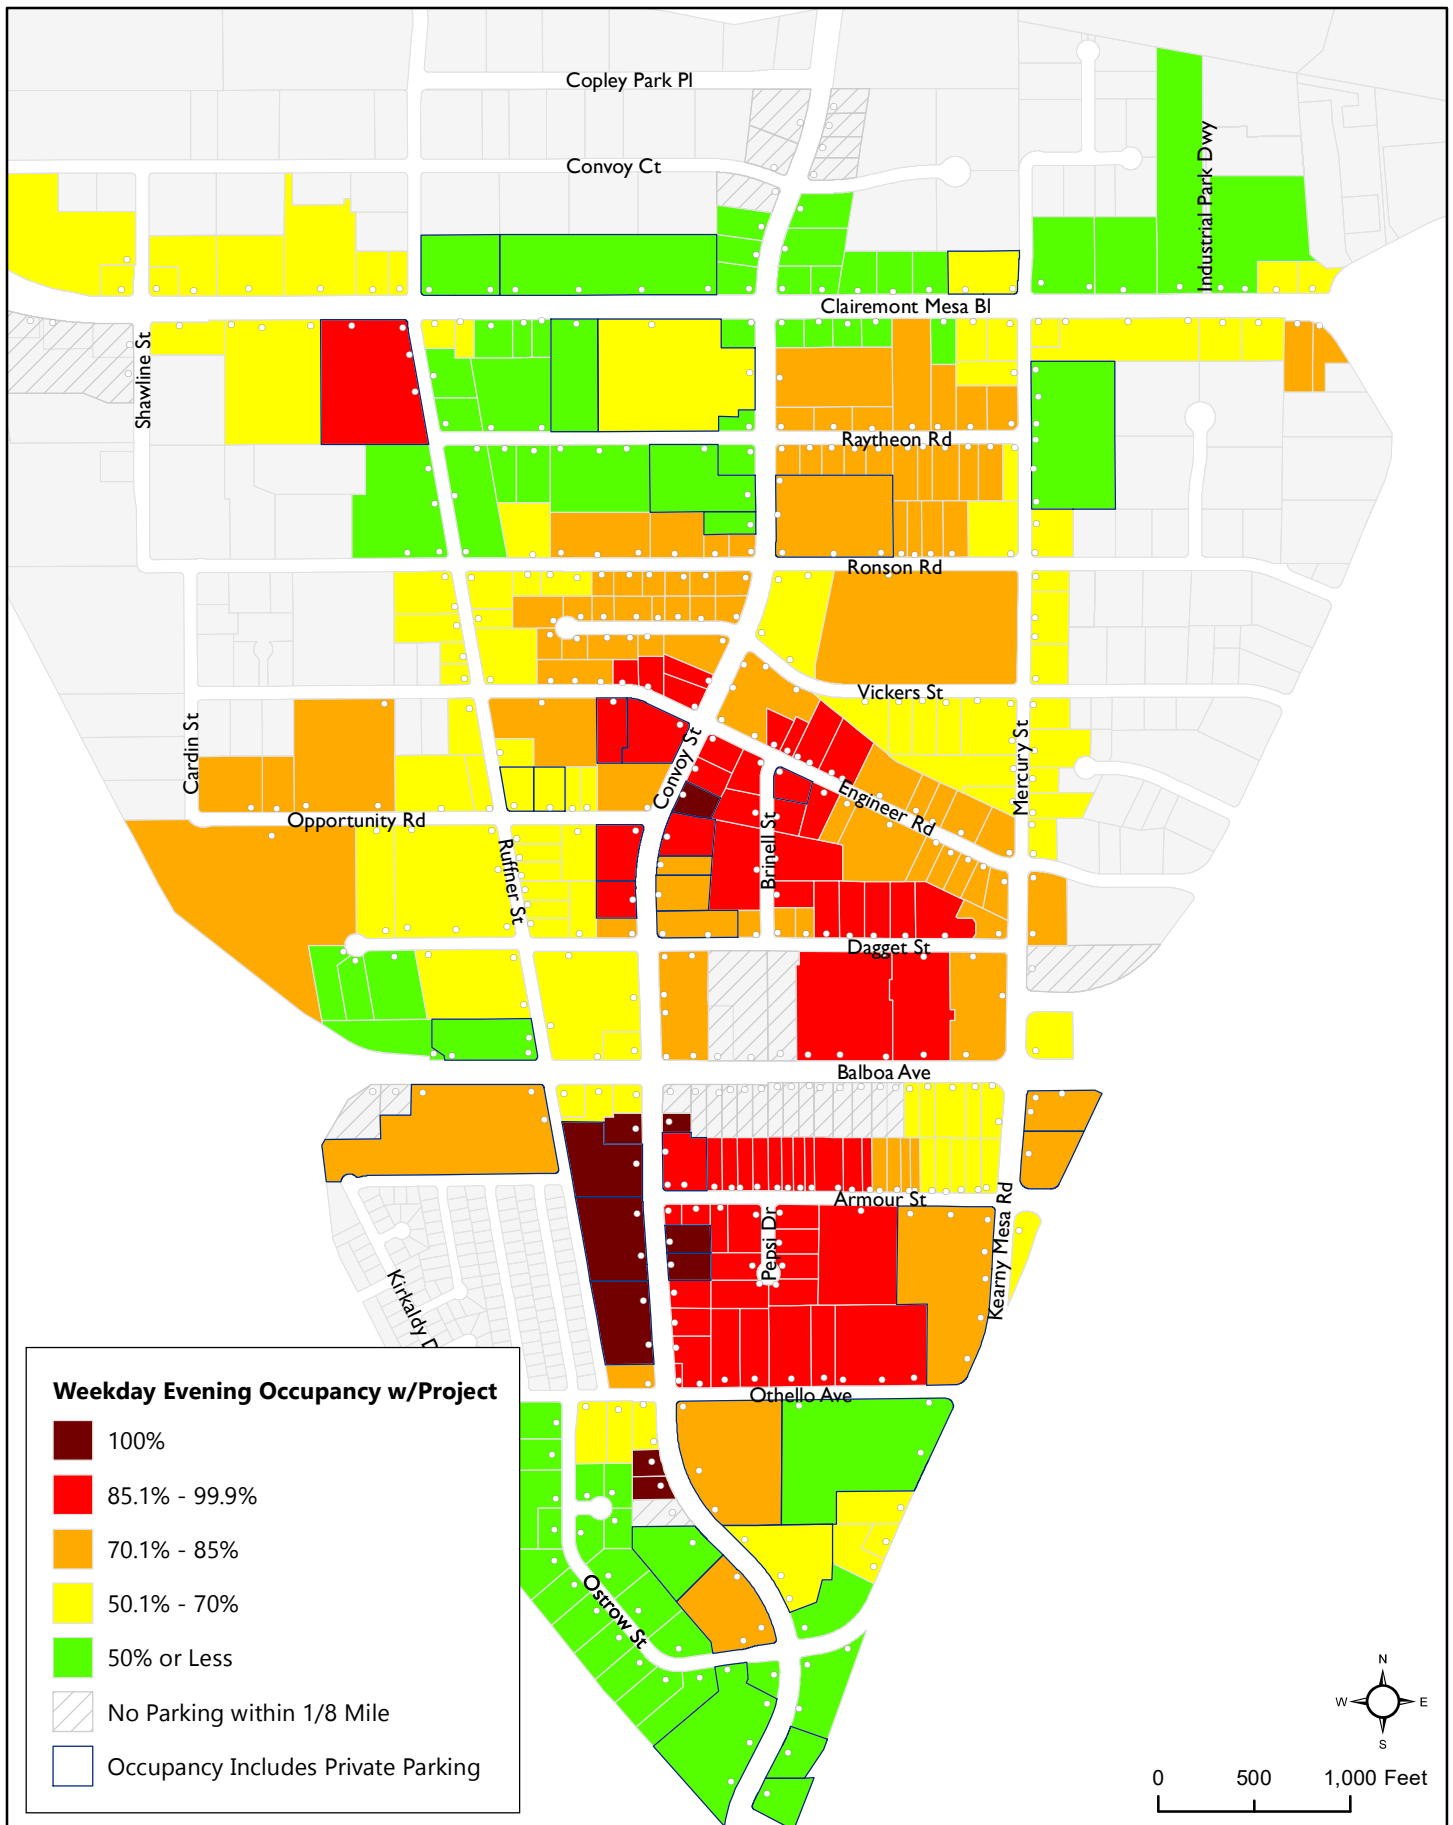 Copley Park Pl
Convoy Ct
Industrial Park Dwy
Clairemont Mesa Bl
Shawline St
Raytheon Rd
Ronson Rd
Vickers St
Cardin St
Convoy St
Mercury St
Engineer Rd
Opportunity Rd
Brinell St
Ruffner St
Dagget St
Balboa Ave
Armour St
Kearny Mesa Rd
Pepsi Dr
Kirkaldy D
Othello Ave
Ostrow St
Weekday Evening Occupancy w/Project
100%
85.1% - 99.9%
70.1% - 85%
50.1% - 70%
50% or Less
No Parking within 1/8 Mile
Occupancy Includes Private Parking
N
W E
S
0 500 1,000 Feet